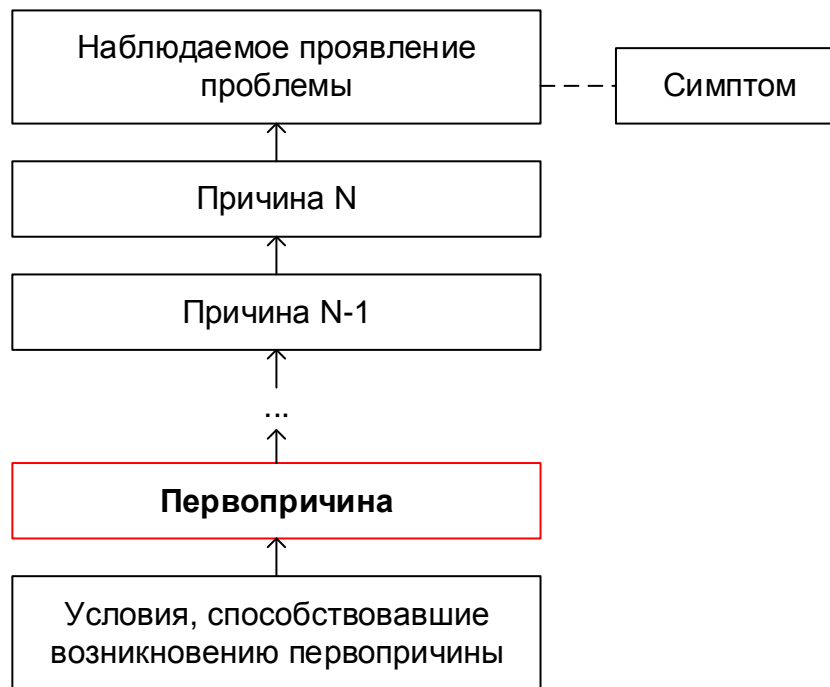 Наблюдаемое проявление
проблемы
Симптом
Причина N
Причина N-1
...
Первопричина
Условия, способствовавшие
возникновению первопричины